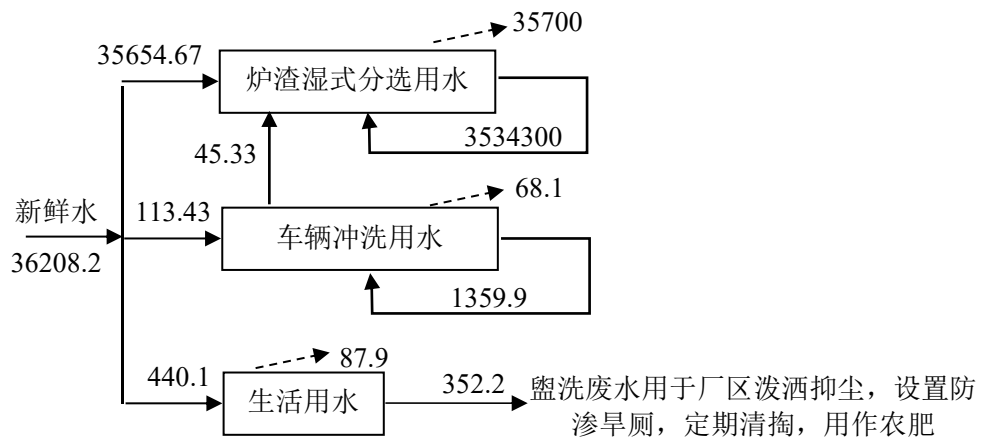 35700
35654.67
炉渣湿式分选用水
3534300
45.33
68.1
新鲜水
113.43
车辆冲洗用水
36208.2
1359.9
87.9
440.1
生活用水
352.2
盥洗废水用于厂区泼洒抑尘，设置防
渗旱厕，定期清掏，用作农肥